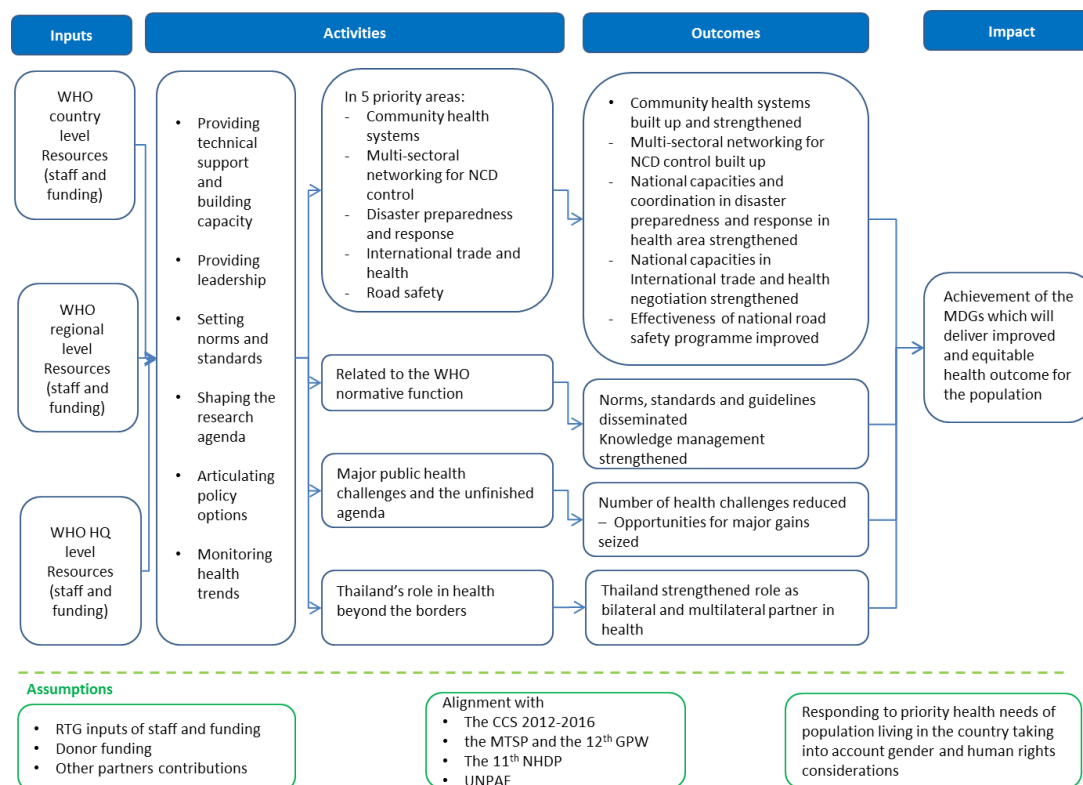 Inputs
Activities
Outcomes
Impact
WHO
country
level
Resources
(staff and
funding)
WHO
regional
level
Resources
(staff and
funding)
WHO HQ
level
Resources
(staff and
funding)
• Providing
technical
support
and
building
capacity
• Providing
leadership
• Setting
norms and
standards
• Shaping the
research
agenda
• Articulating
policy
options
• Monitoring
health
trends
In 5 priority areas:
- Community health
systems
- Multi-sectoral
networking for NCD
control
- Disaster preparedness
and response
- International trade and
health
- Road safety
Related to the WHO
normative function
Major public health
challenges and the unfinished
agenda
Thailand's role in health
beyond the borders
• Community health systems
built up and strengthened
- Multi-sectoral networking for
NCD control built up
- National capacities and
coordination in disaster
preparedness and response in
health area strengthened
- National capacities in
International trade and health
negotiation strengthened
- Effectiveness of national road
safety programme improved
Norms, standards and guidelines
disseminated
Knowledge management
strengthened
Number of health challenges reduced
– Opportunities for major gains
seized
Thailand strengthened role as
bilateral and multilateral partner in
health
Achievement of the
MDGs which will
deliver improved
and equitable
health outcome for
the population
Assumptions
• RTG inputs of staff and funding
• Donor funding
• Other partners contributions
Alignment with
• The CCS 2012-2016
• the MTSP and the 12th GPW
• The 11th NHDP
• UNPAF
Responding to priority health needs of
population living in the country taking
into account gender and human rights
considerations